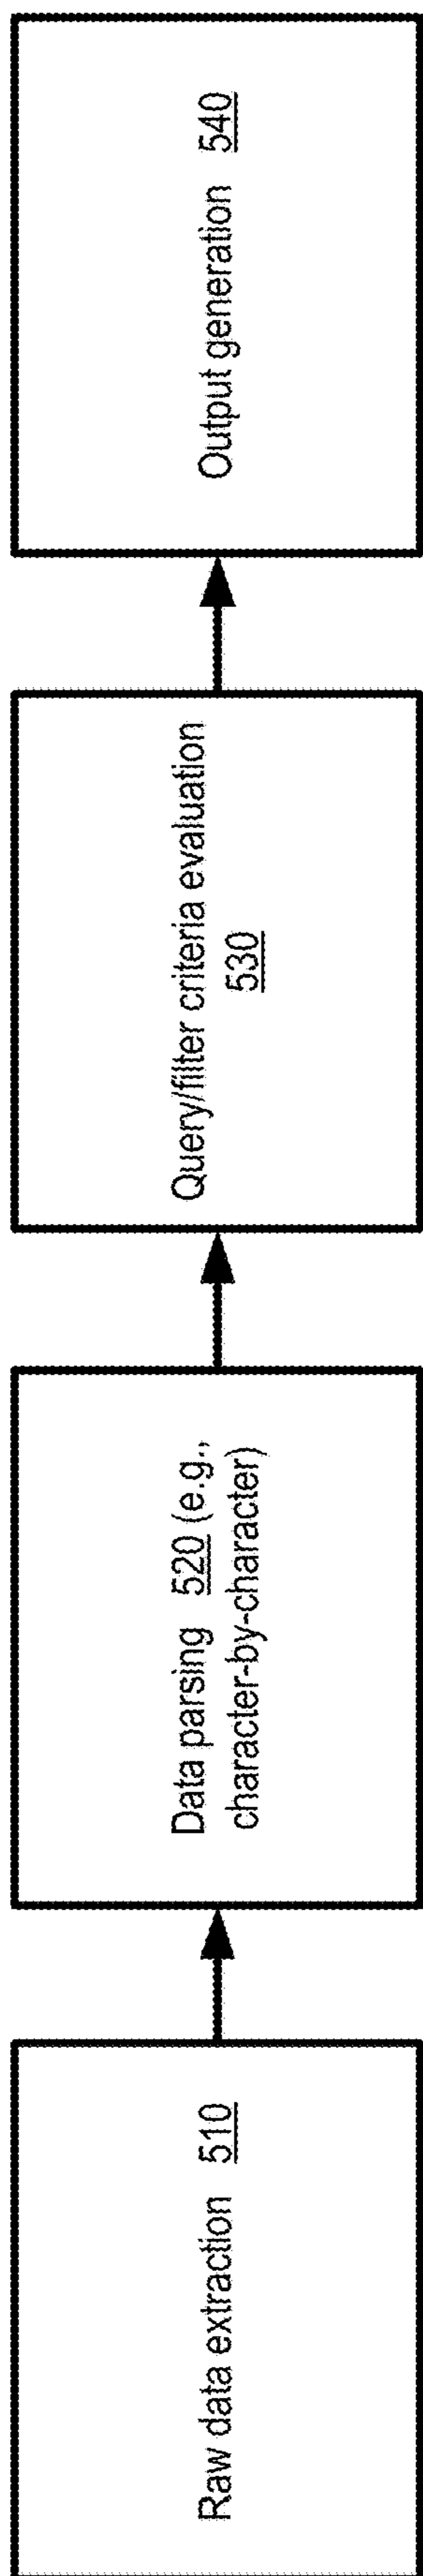 Raw data extraction 510
Data parsing 520 (e.g.,
character-by-character)
Query/filter criteria evaluation
530
Output generation 540